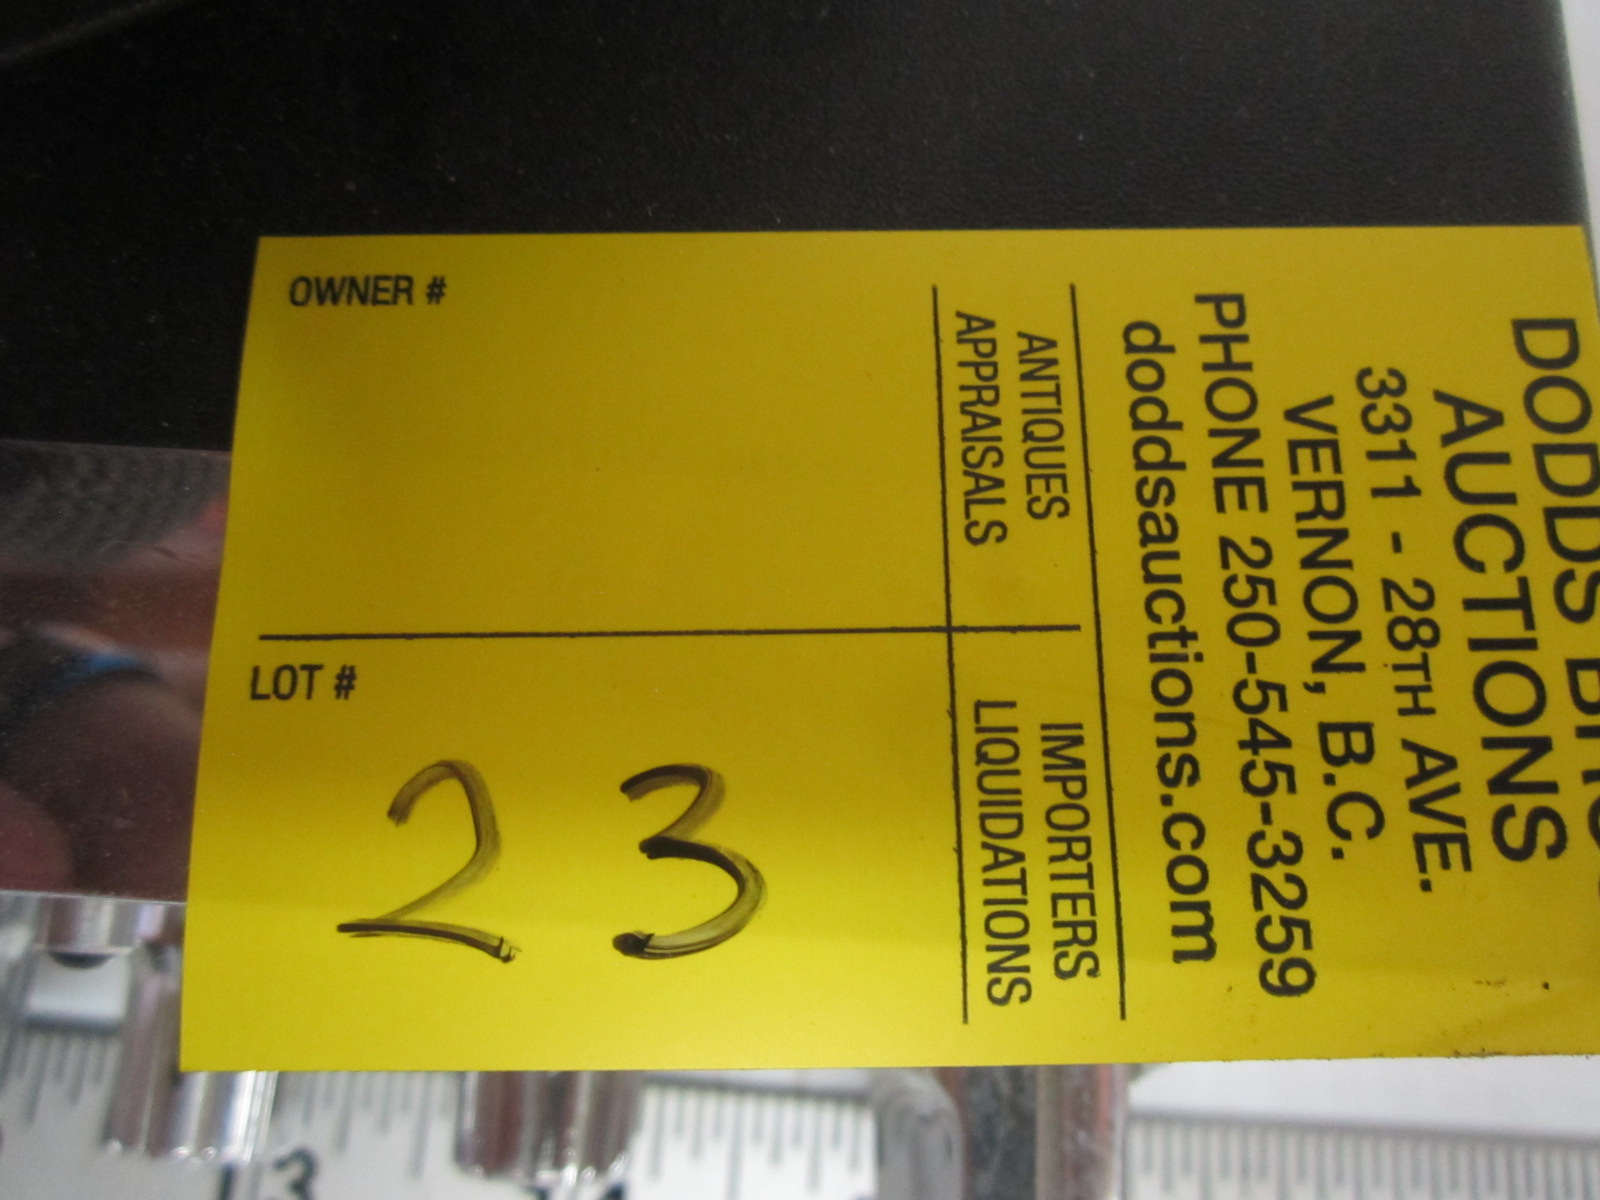 DODDS
AUCTIONS
3311 - 28TH AVE.
VERNON, B.C.
PHONE 250-545-3259
doddsauctions.com
ANTIQUES
APPRAISALS
IMPORTERS
LIQUIDATIONS
OWNER #
LOT #
23
3